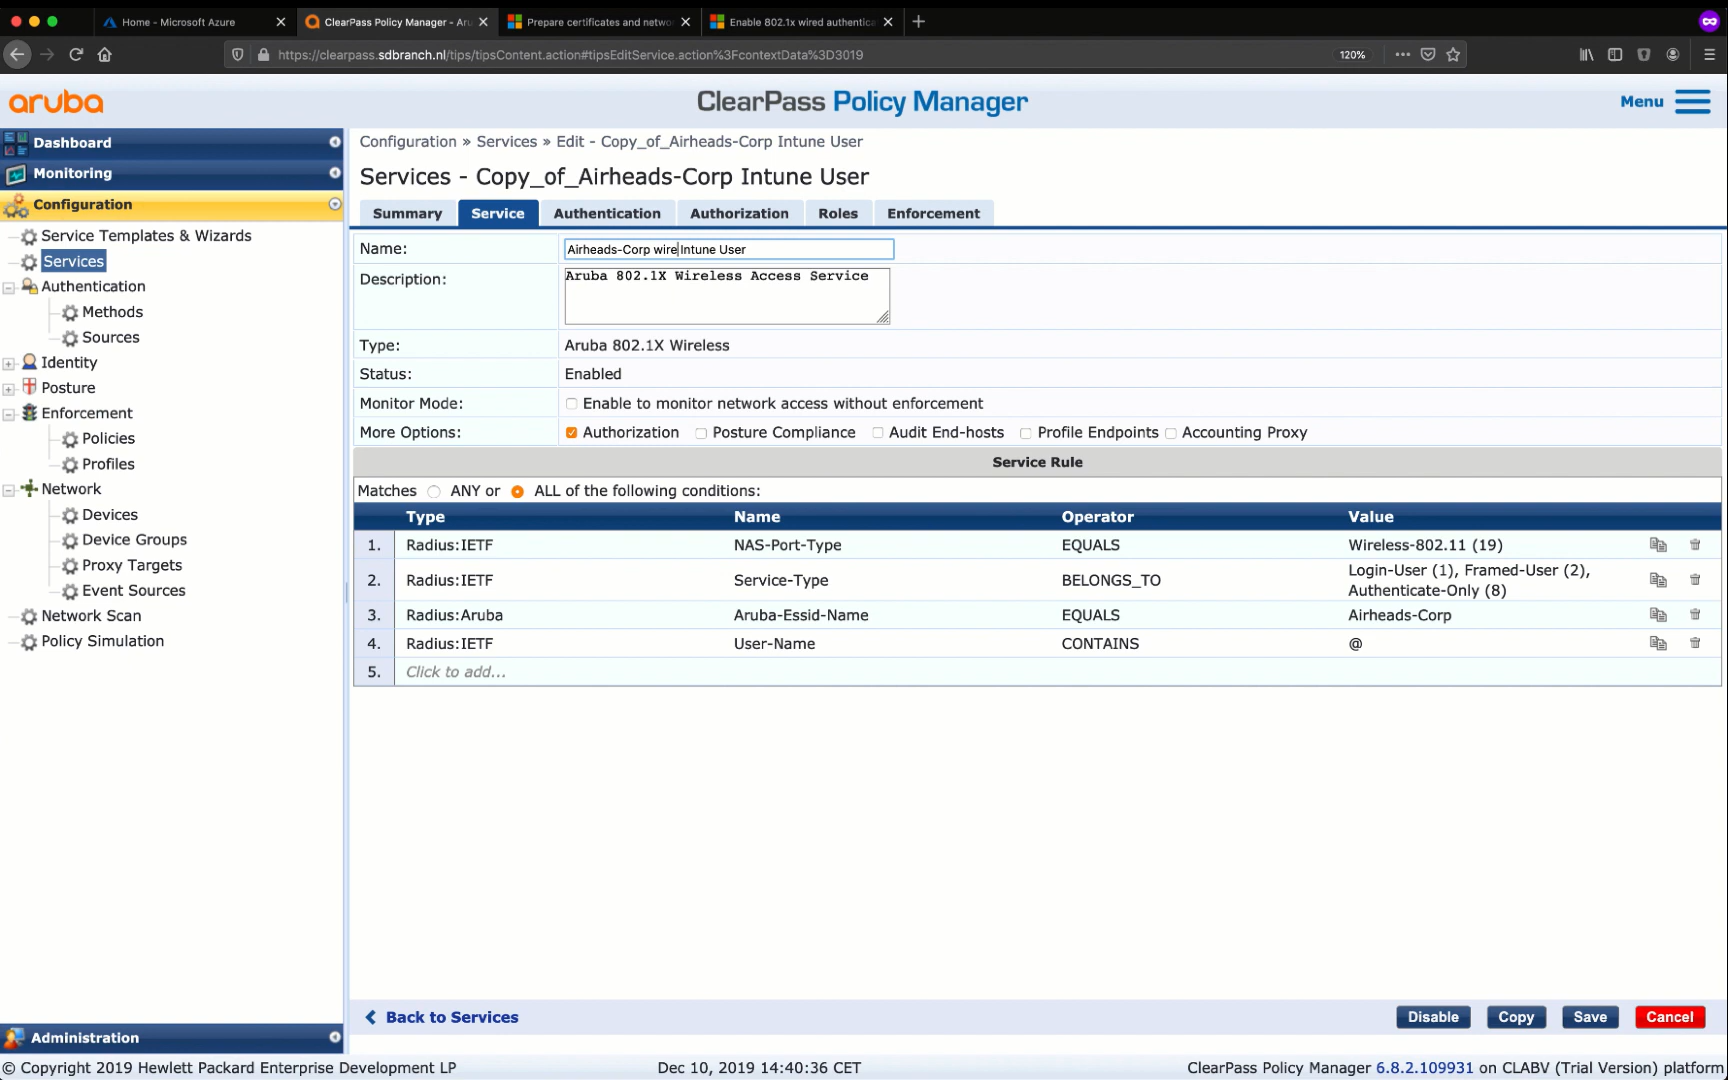 Home - Microsoft Azure
ClearPass Policy Manager - Aru
Prepare certificates and netwo
Enable 802.1x wired authentica
https://clearpass.sdbranch.nl/tips/tipsContent.action#tipsEditService.action%3FcontextData%3D3019
120%
aruba
ClearPass Policy Manager
Menu
Dashboard
Monitoring
Configuration
Service Templates & Wizards
Services
Authentication
Methods
Sources
Identity
Posture
Enforcement
Policies
Profiles
Network
Devices
Device Groups
Proxy Targets
Event Sources
Network Scan
Policy Simulation
Administration
Configuration » Services » Edit - Copy_of_Airheads-Corp Intune User
Services - Copy_of_Airheads-Corp Intune User
Summary Service Authentication Authorization Roles Enforcement
Name: Airheads-Corp wire Intune User
Description: Aruba 802.1X Wireless Access Service
Type: Aruba 802.1X Wireless
Status: Enabled
Monitor Mode: Enable to monitor network access without enforcement
More Options: Authorization Posture Compliance Audit End-hosts Profile Endpoints Accounting Proxy
Service Rule
Matches ANY or ALL of the following conditions:
Type Name Operator Value
1. Radius:IETF NAS-Port-Type EQUALS Wireless-802.11 (19)
2. Radius:IETF Service-Type BELONGS_TO Login-User (1), Framed-User (2),
Authenticate-Only (8)
3. Radius:Aruba Aruba-Essid-Name EQUALS Airheads-Corp
4. Radius:IETF User-Name CONTAINS @
5. Click to add...
Back to Services
Disable Copy Save Cancel
© Copyright 2019 Hewlett Packard Enterprise Development LP
Dec 10, 2019 14:40:36 CET
ClearPass Policy Manager 6.8.2.109931 on CLABV (Trial Version) platform